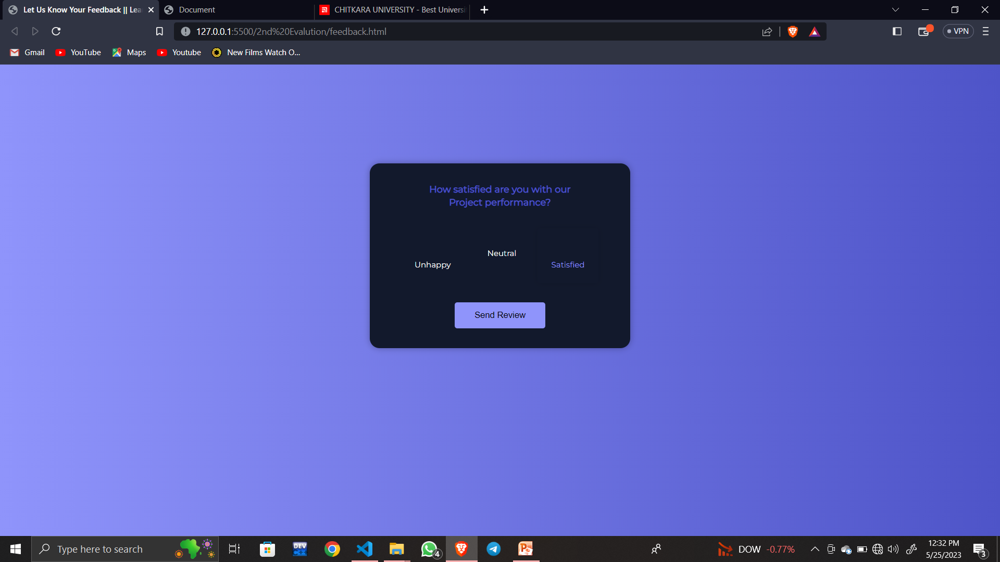 Let Us Know Your Feedback || Lea
Document
CHITKARA UNIVERSITY - Best Universi
127.0.0.1:5500/2nd%20Evalution/feedback.html
VPN
Gmail
YouTube
Maps
Youtube
New Films Watch O...
How satisfied are you with our
Project performance?
Neutral
Unhappy
Satisfied
Send Review
Type here to search
DEV
C++
4
DOW -0.77%
12:32 PM
5/25/2023
3